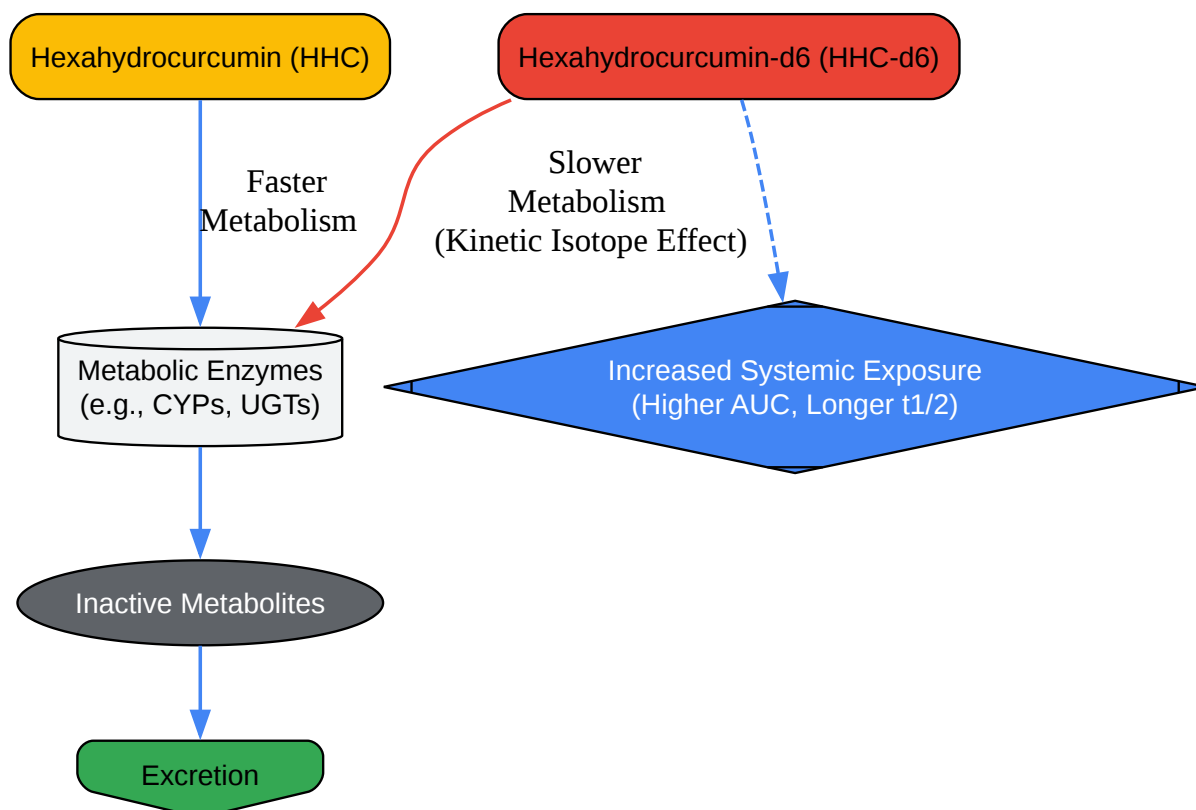 Hexahydrocurcumin (HHC)
Hexahydrocurcumin-d6 (HHC-d6)
Faster
Metabolism
Slower
Metabolism
(Kinetic Isotope Effect)
Metabolic Enzymes
(e.g., CYPs, UGTs)
Increased Systemic Exposure
(Higher AUC, Longer t1/2)
Inactive Metabolites
Excretion